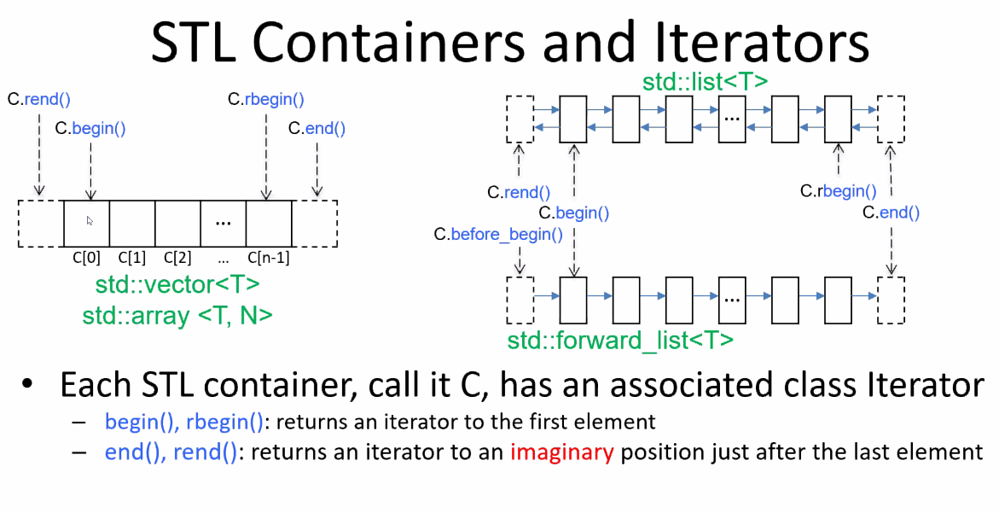 STL Containers and Iterators
C.rend()
C.rbegin()
C.begin()
C.end()
...
C[0] C[1] C[2] ... C[n-1]
std::vector<T>
std::array <T, N>
std::list<T>
...
C.rend()
C.rbegin()
C.begin()
C.end()
C.before_begin()
...
std::forward_list<T>
• Each STL container, call it C, has an associated class Iterator
– begin(), rbegin(): returns an iterator to the first element
– end(), rend(): returns an iterator to an imaginary position just after the last element